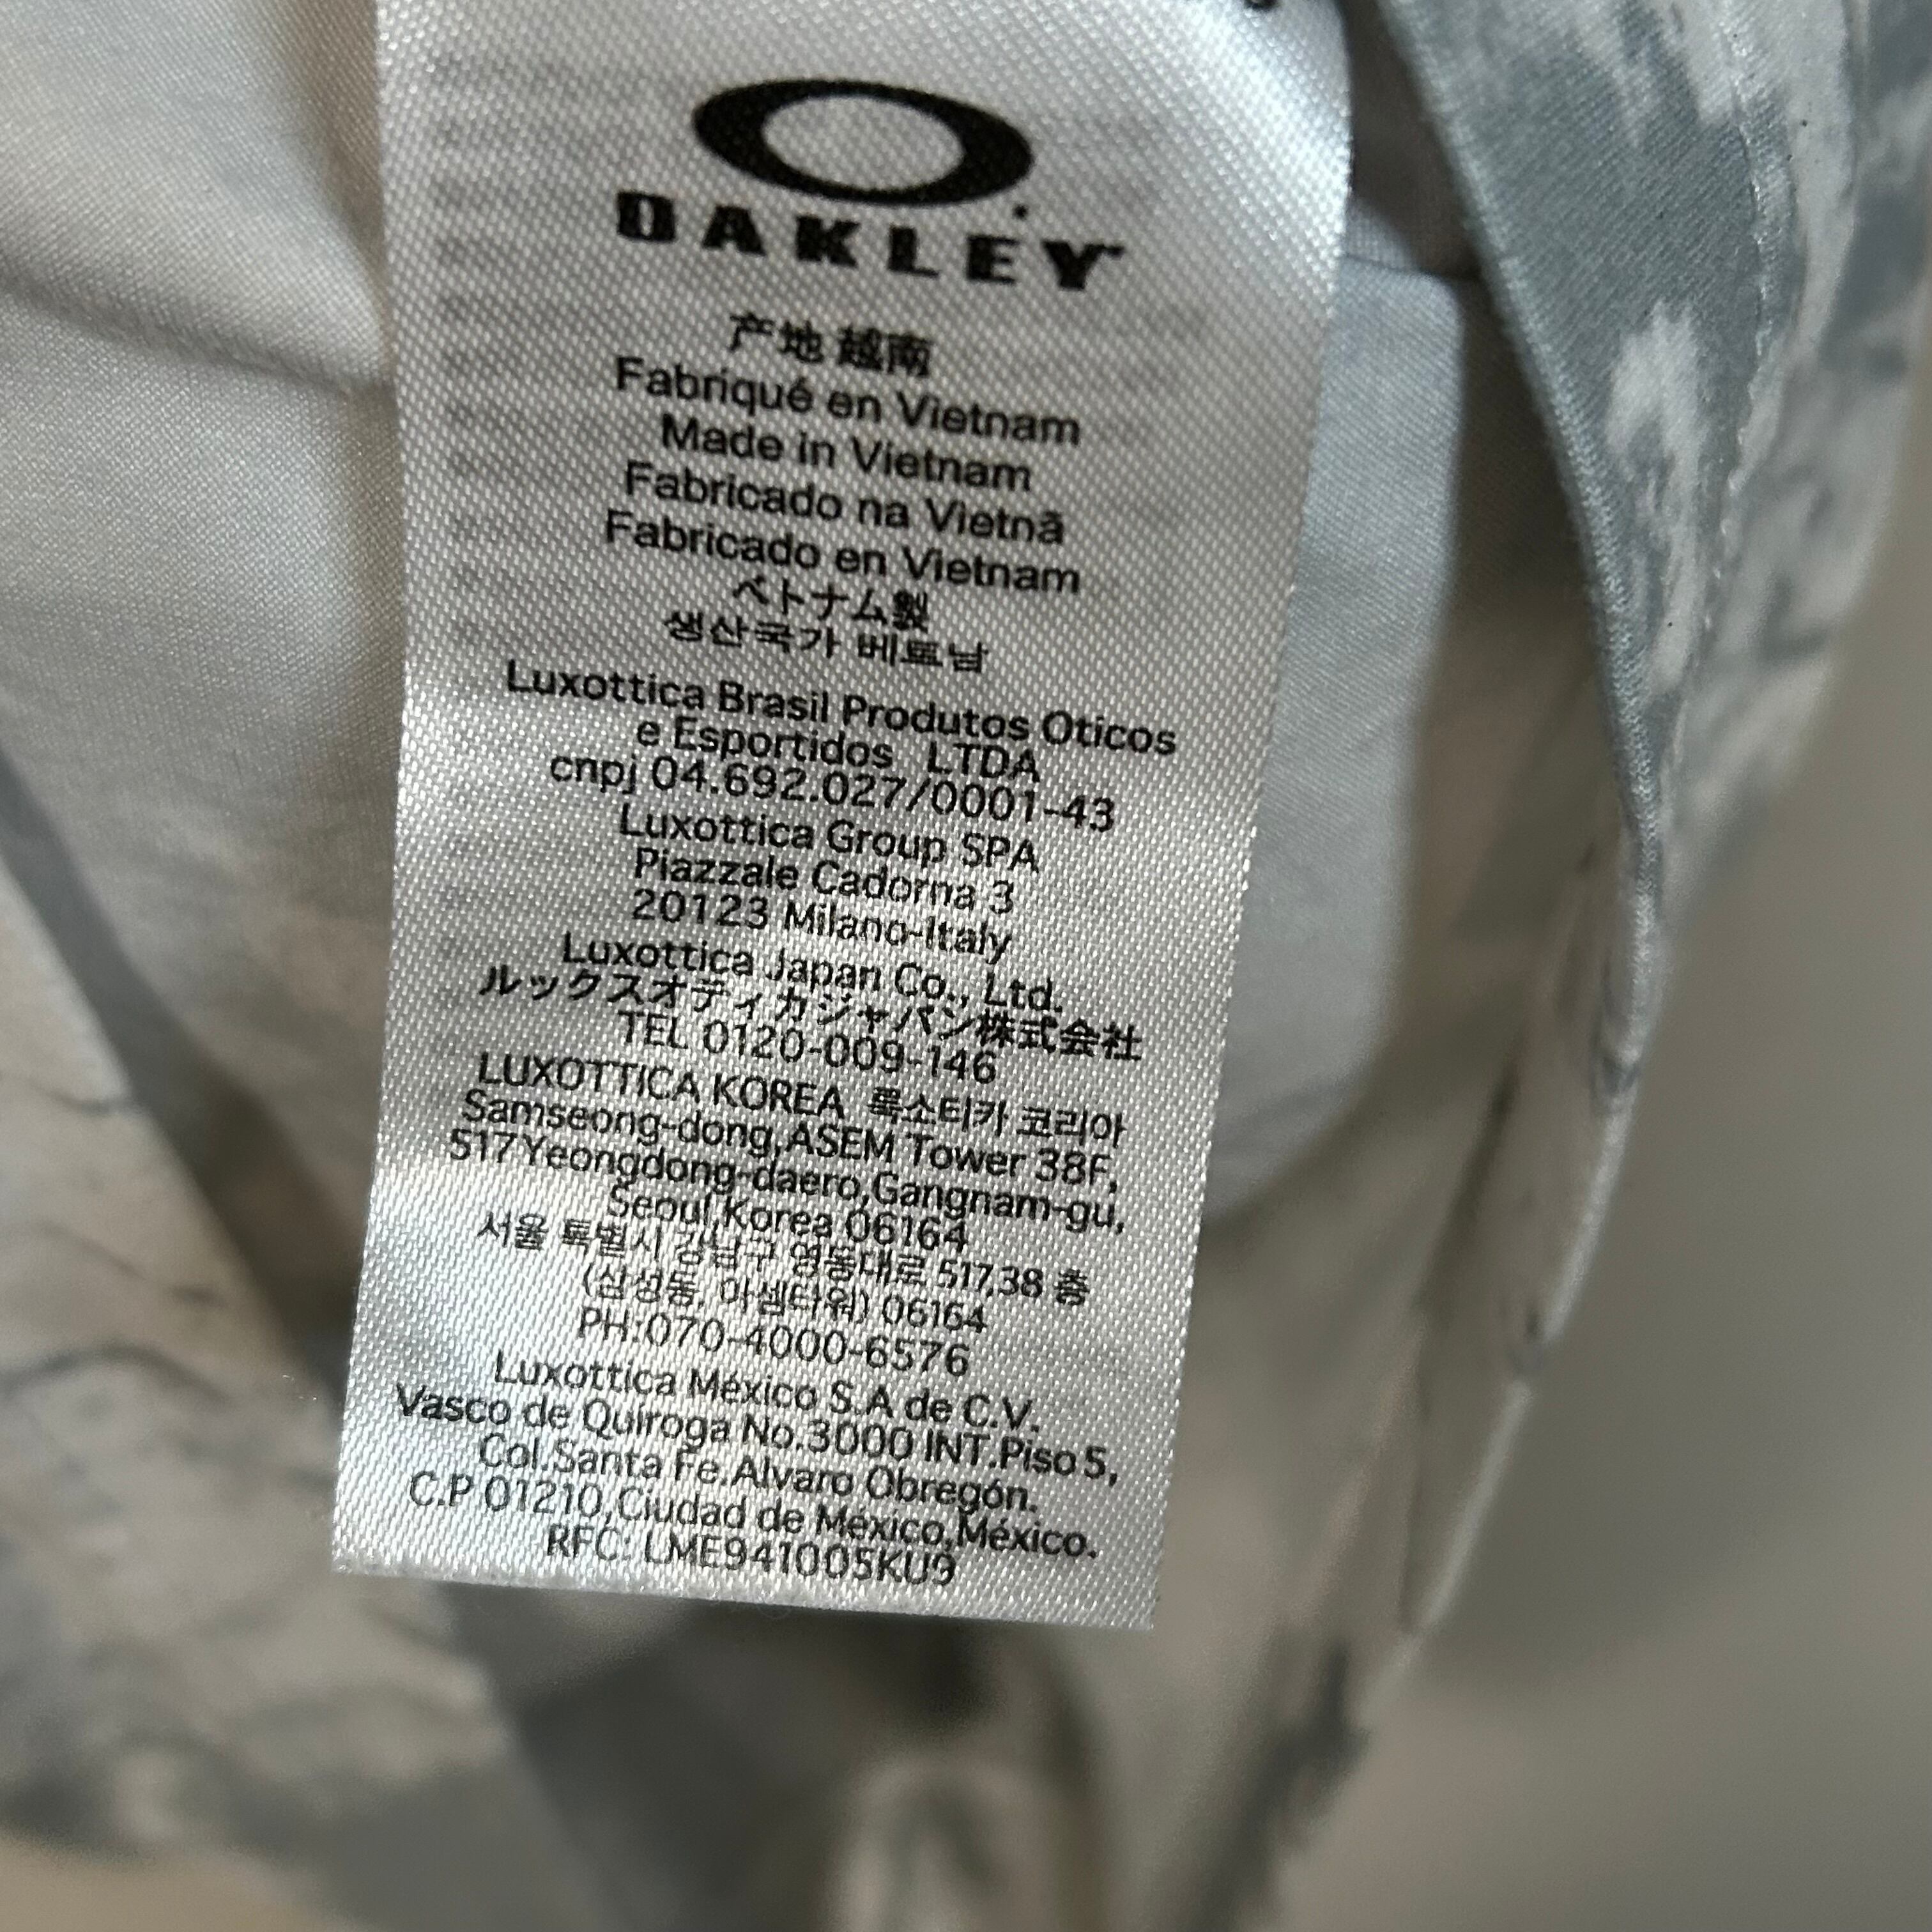 OAKLEY
产地 越南
Fabriqué en Vietnam
Made in Vietnam
Fabricado na Vietnã
Fabricado en Vietnam
ベトナム製
생산국가 베트남
Luxottica Brasil Produtos Oticos
e Esportidos LTDA
cnpj 04.692.027/0001-43
Luxottica Group SPA
Piazzale Cadorna 3
20123 Milano-Italy
Luxottica Japan Co., Ltd.
ルックスオティカジャパン株式会社
TEL 0120-009-146
LUXOTTICA KOREA 룩소티카 코리아
Samseong-dong,ASEM Tower 38F,
517Yeongdong-daero,Gangnam-gu,
Seoul,Korea 06164
서울 특별시 강남구 영동대로 517,38 층
(삼성동, 아셈타워) 06164
PH:070-4000-6576
Luxottica México S.A de C.V.
Vasco de Quiroga No.3000 INT.Piso 5,
Col.Santa Fe.Alvaro Obregón.
C.P 01210,Ciudad de México,México.
RFC: LME941005KU9